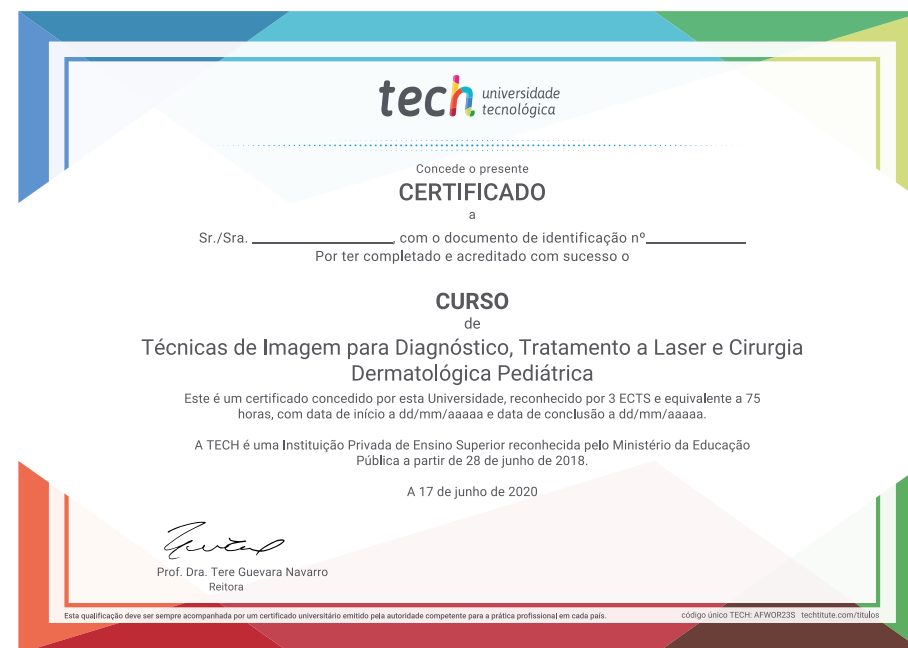 tech universidade
tecnológica
Concede o presente
CERTIFICADO
a
Sr./Sra. , com o documento de identificação nº
Por ter completado e acreditado com sucesso o
CURSO
de
Técnicas de Imagem para Diagnóstico, Tratamento a Laser e Cirurgia
Dermatológica Pediátrica
Este é um certificado concedido por esta Universidade, reconhecido por 3 ECTS e equivalente a 75
horas, com data de início a dd/mm/aaaaa e data de conclusão a dd/mm/aaaaa.
A TECH é uma Instituição Privada de Ensino Superior reconhecida pelo Ministério da Educação
Pública a partir de 28 de junho de 2018.
A 17 de junho de 2020
Prof. Dra. Tere Guevara Navarro
Reitora
Esta qualificação deve ser sempre acompanhada por um certificado universitário emitido pela autoridade competente para a prática profissional em cada país.
código único TECH: AFWOR23S techtitute.com/titulos